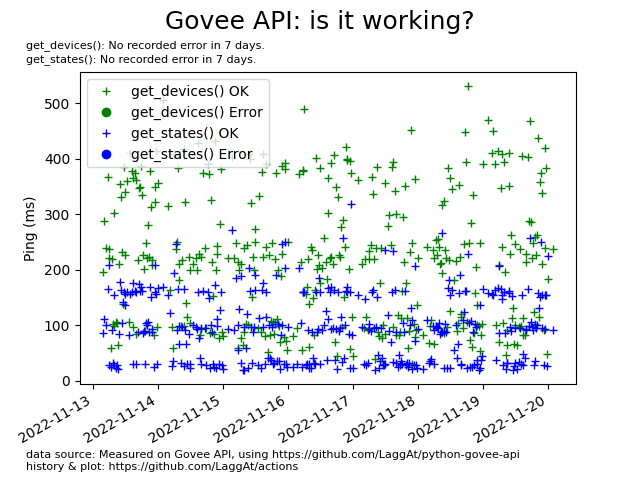 Govee API: is it working?
get_devices(): No recorded error in 7 days.
get_states(): No recorded error in 7 days.
get_devices() OK
get_devices() Error
get_states() OK
get_states() Error
Ping (ms)
500
400
300
200
100
0
2022-11-13
2022-11-14
2022-11-15
2022-11-16
2022-11-17
2022-11-18
2022-11-19
2022-11-20
data source: Measured on Govee API, using https://github.com/LaggAt/python-govee-api
history & plot: https://github.com/LaggAt/actions